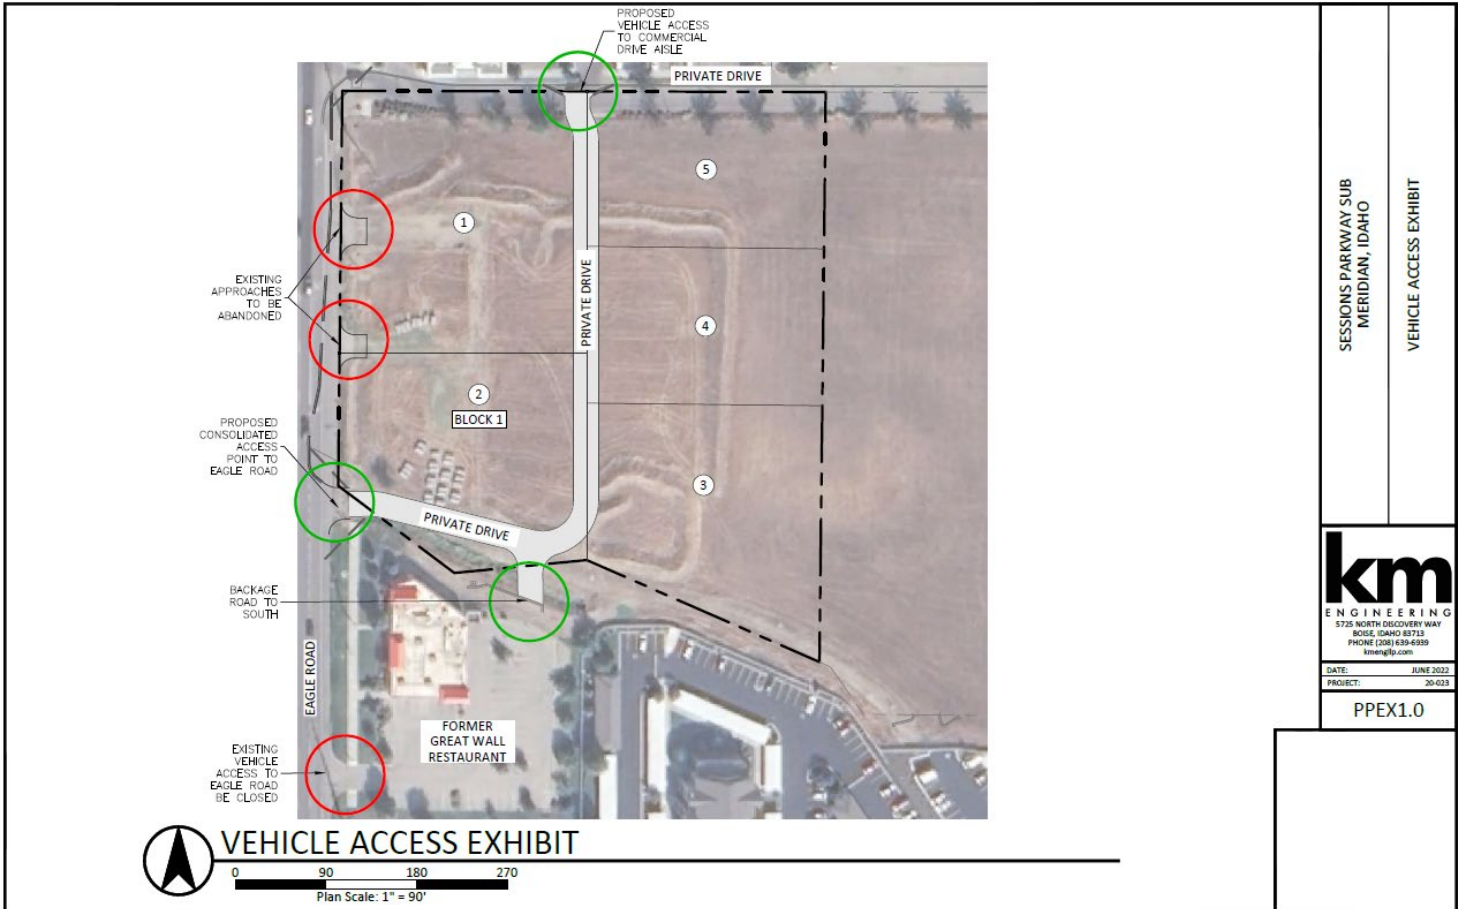 PROPOSED
VEHICLE ACCESS
TO COMMERCIAL
DRIVE AISLE
PRIVATE DRIVE
5
1
EXISTING
APPROACHES
TO BE
ABANDONED
PRIVATE DRIVE
4
2
BLOCK 1
PROPOSED
CONSOLIDATED
ACCESS
POINT TO
EAGLE ROAD
3
PRIVATE DRIVE
BACKAGE
ROAD TO
SOUTH
EAGLE ROAD
FORMER
GREAT WALL
RESTAURANT
EXISTING
VEHICLE
ACCESS TO
EAGLE ROAD
BE CLOSED
VEHICLE ACCESS EXHIBIT
0 90 180 270
Plan Scale: 1" = 90'
SESSIONS PARKWAY SUB
MERIDIAN, IDAHO
VEHICLE ACCESS EXHIBIT
km
ENGINEERING
5725 NORTH DISCOVERY WAY
BOISE, IDAHO 83713
PHONE (208) 639-6939
kmengllp.com
DATE: JUNE 2022
PROJECT: 20-023
PPEX1.0